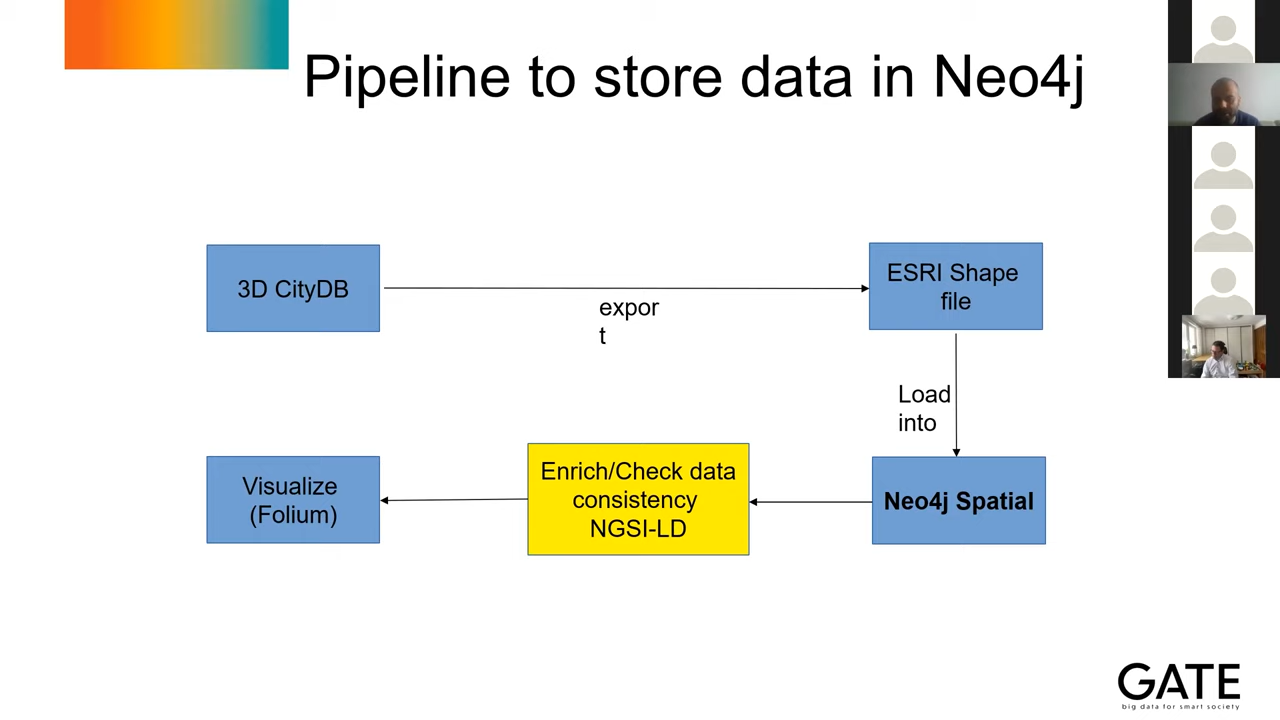 Pipeline to store data in Neo4j
3D CityDB
expor
t
ESRI Shape
file
Load
into
Neo4j Spatial
Enrich/Check data
consistency
NGSI-LD
Visualize
(Folium)
GATE
big data for smart society